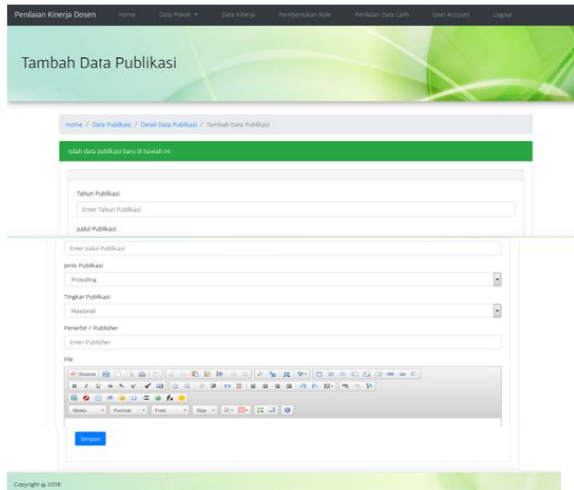 Penilaian Kinerja Dosen Home Data Pokok Data Kinerja Pembentukan Rule Penilaian Data Latih User Account Logout
Tambah Data Publikasi
Home / Data Publikasi / Detail Data Publikasi / Tambah Data Publikasi
Isilah data publikasi baru di bawah ini :
Tahun Publikasi
Enter Tahun Publikasi
Judul Publikasi
Enter Judul Publikasi
Jenis Publikasi
Prosiding
Tingkat Publikasi
Nasional
Penerbit / Publisher
Enter Publisher
File
Source
B I U S
Styles Format Font Size
Simpan
Copyright @ 2018